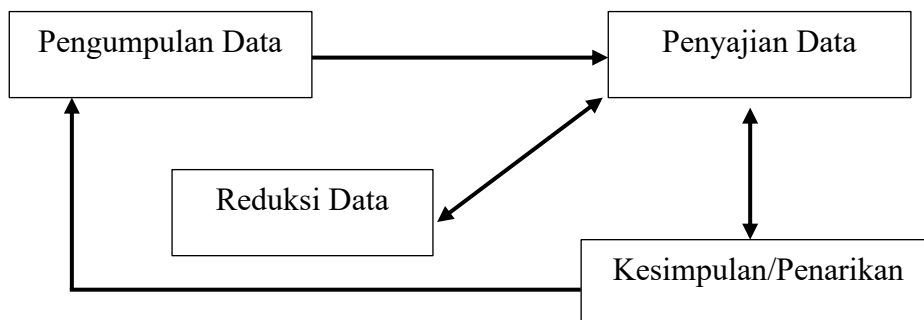 Pengumpulan Data
Penyajian Data
Reduksi Data
Kesimpulan/Penarikan